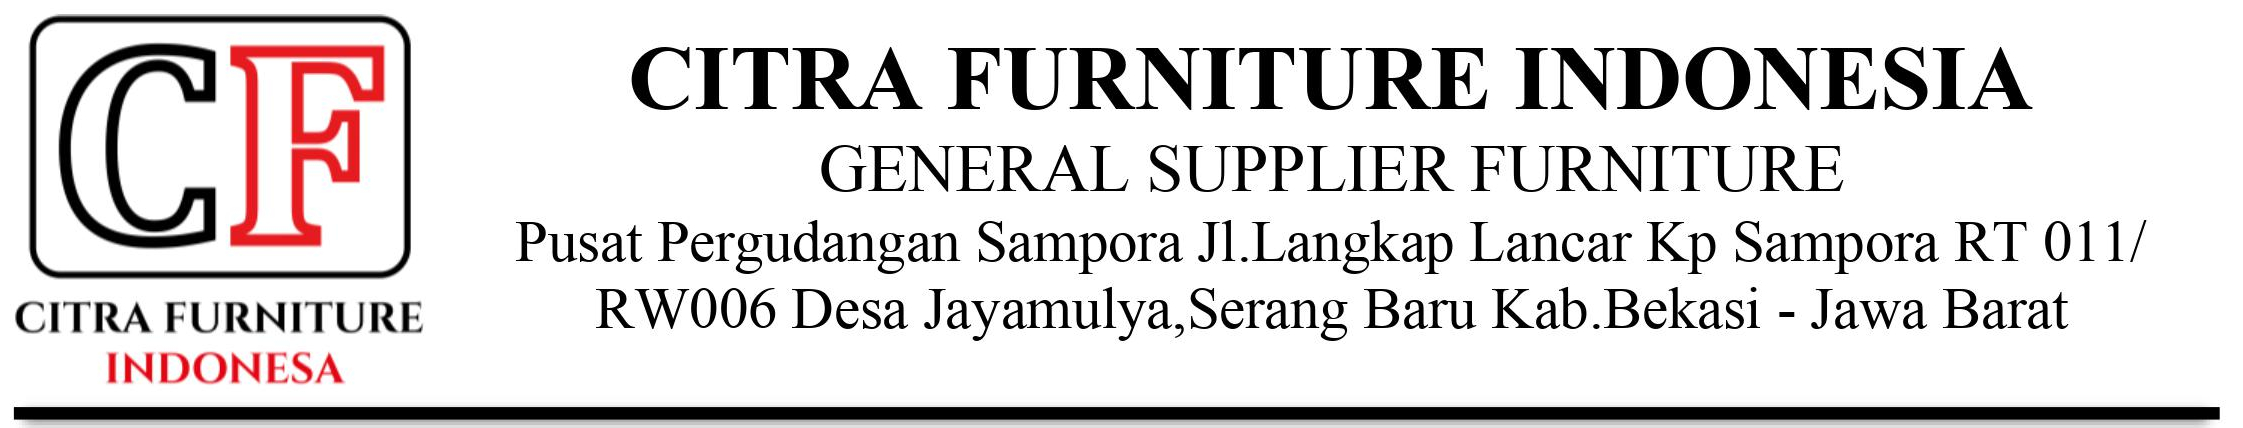 CF
CITRA FURNITURE
INDONESA
CITRA FURNITURE INDONESIA
GENERAL SUPPLIER FURNITURE
Pusat Pergudangan Sampora Jl.Langkap Lancar Kp Sampora RT 011/
RW006 Desa Jayamulya,Serang Baru Kab.Bekasi - Jawa Barat